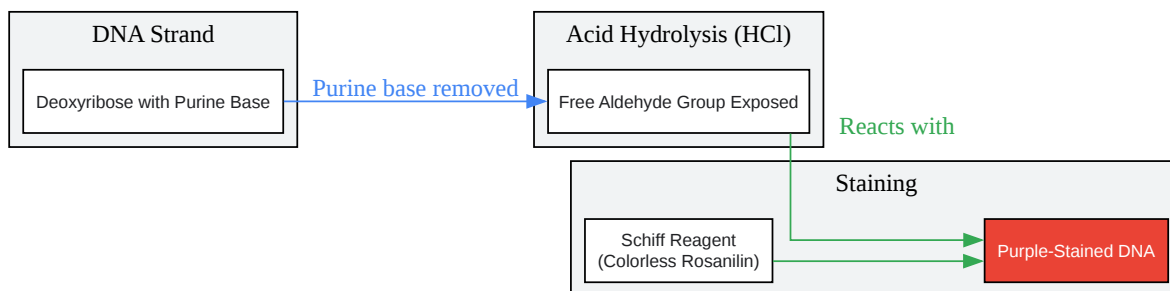 DNA Strand
Deoxyribose with Purine Base
Purine base removed
Acid Hydrolysis (HCl)
Free Aldehyde Group Exposed
Reacts with
Staining
Schiff Reagent
(Colorless Rosanilin)
Purple-Stained DNA